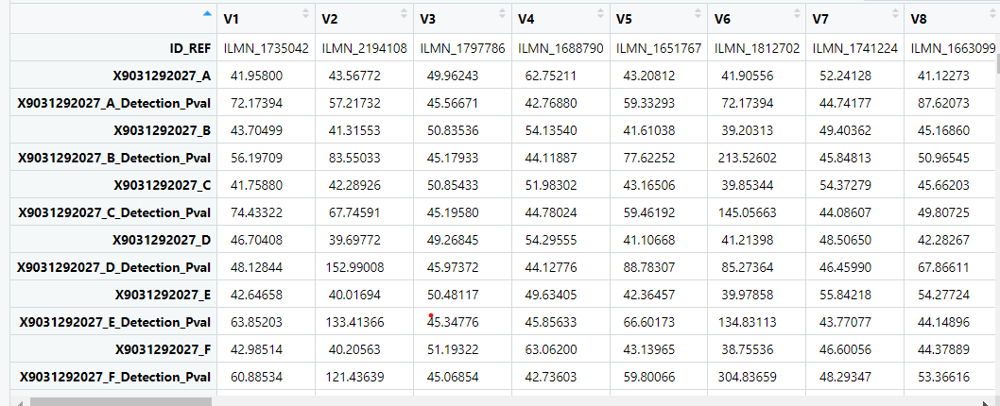 V1 V2 V3 V4 V5 V6 V7 V8
ID_REF ILMN_1735042 ILMN_2194108 ILMN_1797786 ILMN_1688790 ILMN_1651767 ILMN_1812702 ILMN_1741224 ILMN_1663099
X9031292027_A 41.95800 43.56772 49.96243 62.75211 43.20812 41.90556 52.24128 41.12273
X9031292027_A_Detection_Pval 72.17394 57.21732 45.56671 42.76880 59.33293 72.17394 44.74177 87.62073
X9031292027_B 43.70499 41.31553 50.83536 54.13540 41.61038 39.20313 49.40362 45.16860
X9031292027_B_Detection_Pval 56.19709 83.55033 45.17933 44.11887 77.62252 213.52602 45.84813 50.96545
X9031292027_C 41.75880 42.28926 50.85433 51.98302 43.16506 39.85344 54.37279 45.66203
X9031292027_C_Detection_Pval 74.43322 67.74591 45.19580 44.78024 59.46192 145.05663 44.08607 49.80725
X9031292027_D 46.70408 39.69772 49.26845 54.29555 41.10668 41.21398 48.50650 42.28267
X9031292027_D_Detection_Pval 48.12844 152.99008 45.97372 44.12776 88.78307 85.27364 46.45990 67.86611
X9031292027_E 42.64658 40.01694 50.48117 49.63405 42.36457 39.97858 55.84218 54.27724
X9031292027_E_Detection_Pval 63.85203 133.41366 45.34776 45.85633 66.60173 134.83113 43.77077 44.14896
X9031292027_F 42.98514 40.20563 51.19322 63.06200 43.13965 38.75536 46.60056 44.37889
X9031292027_F_Detection_Pval 60.88534 121.43639 45.06854 42.73603 59.80066 304.83659 48.29347 53.36616